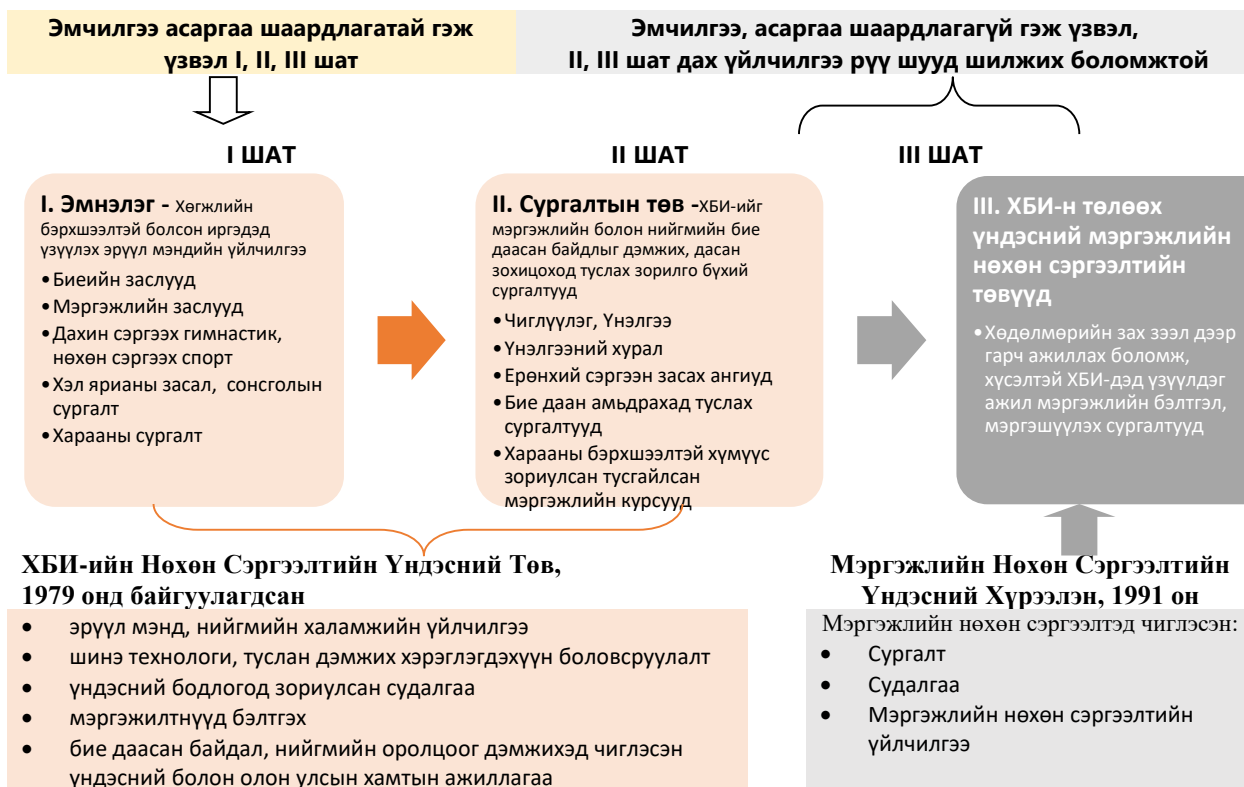 Эмчилгээ асаргаа шаардлагатай гэж
үзвэл I, II, III шат
Эмчилгээ, асаргаа шаардлагагүй гэж үзвэл,
II, III шат дах үйлчилгээ рүү шууд шилжих боломжтой
I ШАТ
II ШАТ
III ШАТ
I. Эмнэлэг - Хөгжлийн
бэрхшээлтэй болсон иргэдэд
үзүүлэх эрүүл мэндийн үйлчилгээ
•Биеийн заслууд
•Мэргэжлийн заслууд
•Дахин сэргээх гимнастик,
нөхөн сэргээх спорт
•Хэл ярианы засал, сонсголын
сургалт
•Харааны сургалт
II. Сургалтын төв -ХБИ-ийг
мэргэжлийн болон нийгмийн бие
даасан байдлыг дэмжих, дасан
зохицоход туслах зорилго бүхий
сургалтууд
•Чиглүүлэг, Үнэлгээ
•Үнэлгээний хурал
•Ерөнхий сэргээн засах ангиуд
•Бие даан амьдрахад туслах
сургалтууд
•Харааны бэрхшээлтэй хүмүүс
зориулсан тусгайлсан
мэргэжлийн курсууд
III. ХБИ-н төлөөх
үндэсний мэргэжлийн
нөхөн сэргээлтийн
төвүүд
•Хөдөлмөрийн зах зээл дээр
гарч ажиллах боломж,
хүсэлтэй ХБИ-дэд үзүүлдэг
ажил мэргэжлийн бэлтгэл,
мэргэшүүлэх сургалтууд
ХБИ-ийн Нөхөн Сэргээлтийн Үндэсний Төв,
1979 онд байгуулагдсан
• эрүүл мэнд, нийгмийн халамжийн үйлчилгээ
• шинэ технологи, туслан дэмжих хэрэглэгдэхүүн боловсруулалт
• үндэсний бодлогод зориулсан судалгаа
• мэргэжилтнүүд бэлтгэх
• бие даасан байдал, нийгмийн оролцоог дэмжихэд чиглэсэн
үндэсний болон олон улсын хамтын ажиллагаа
Мэргэжлийн Нөхөн Сэргээлтийн
Үндэсний Хүрээлэн, 1991 он
Мэргэжлийн нөхөн сэргээлтэд чиглэсэн:
• Сургалт
• Судалгаа
• Мэргэжлийн нөхөн сэргээлтийн
үйлчилгээ